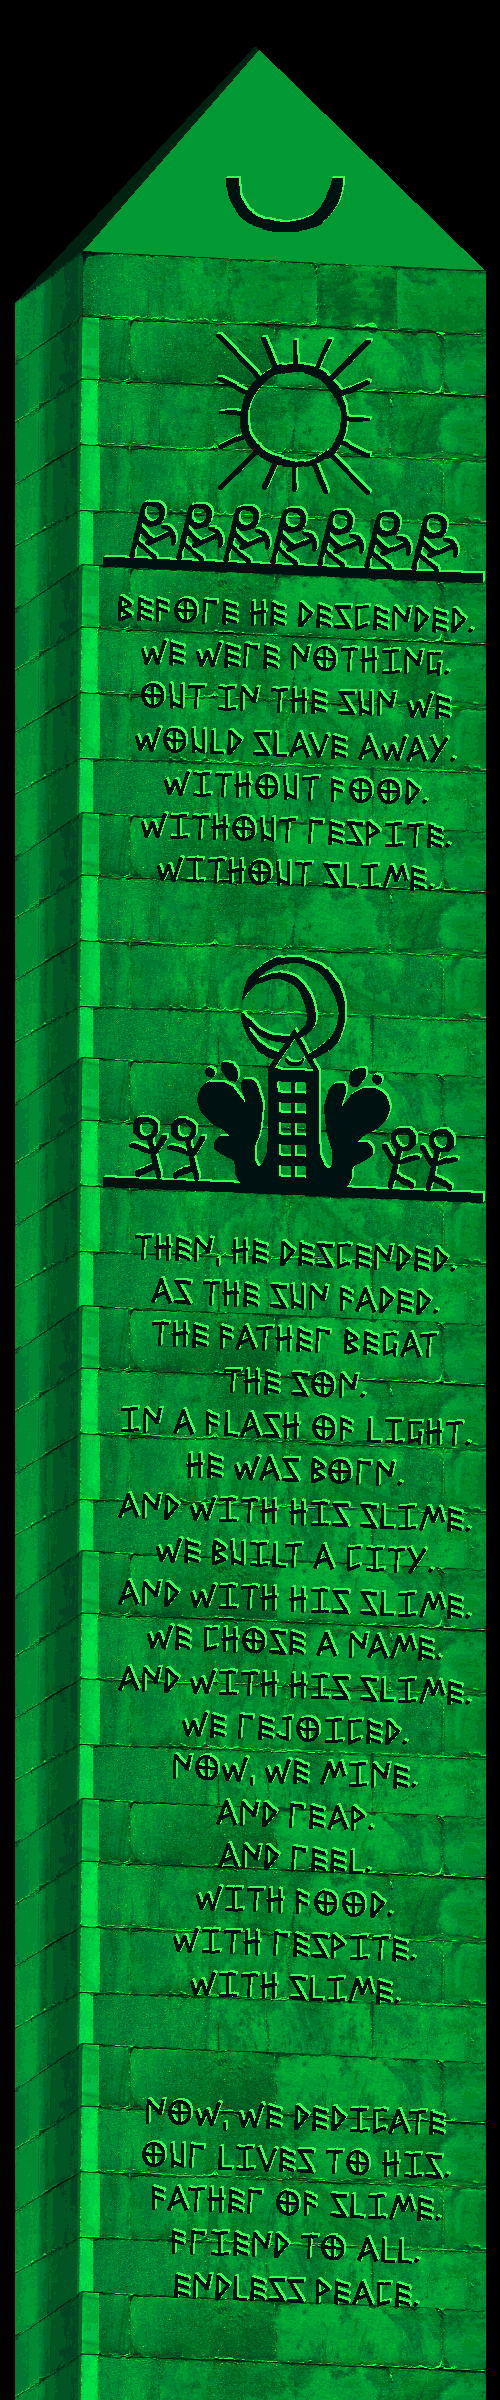 BEFORE HE DESCENDED.
WE WERE NOTHING.
OUT IN THE SUN WE
WOULD SLAVE AWAY.
WITHOUT FOOD.
WITHOUT RESPITE.
WITHOUT SLIME.
THEN, HE DESCENDED.
AS THE SUN FADED.
THE FATHER BEGAT
THE SON.
IN A FLASH OF LIGHT.
HE WAS BORN.
AND WITH HIS SLIME.
WE BUILT A CITY.
AND WITH HIS SLIME.
WE CHOSE A NAME.
AND WITH HIS SLIME.
WE REJOICED.
NOW, WE MINE.
AND REAP.
AND REEL.
WITH FOOD.
WITH RESPITE.
WITH SLIME.
NOW, WE DEDICATE
OUR LIVES TO HIS.
FATHER OF SLIME.
FRIEND TO ALL.
ENDLESS PEACE.